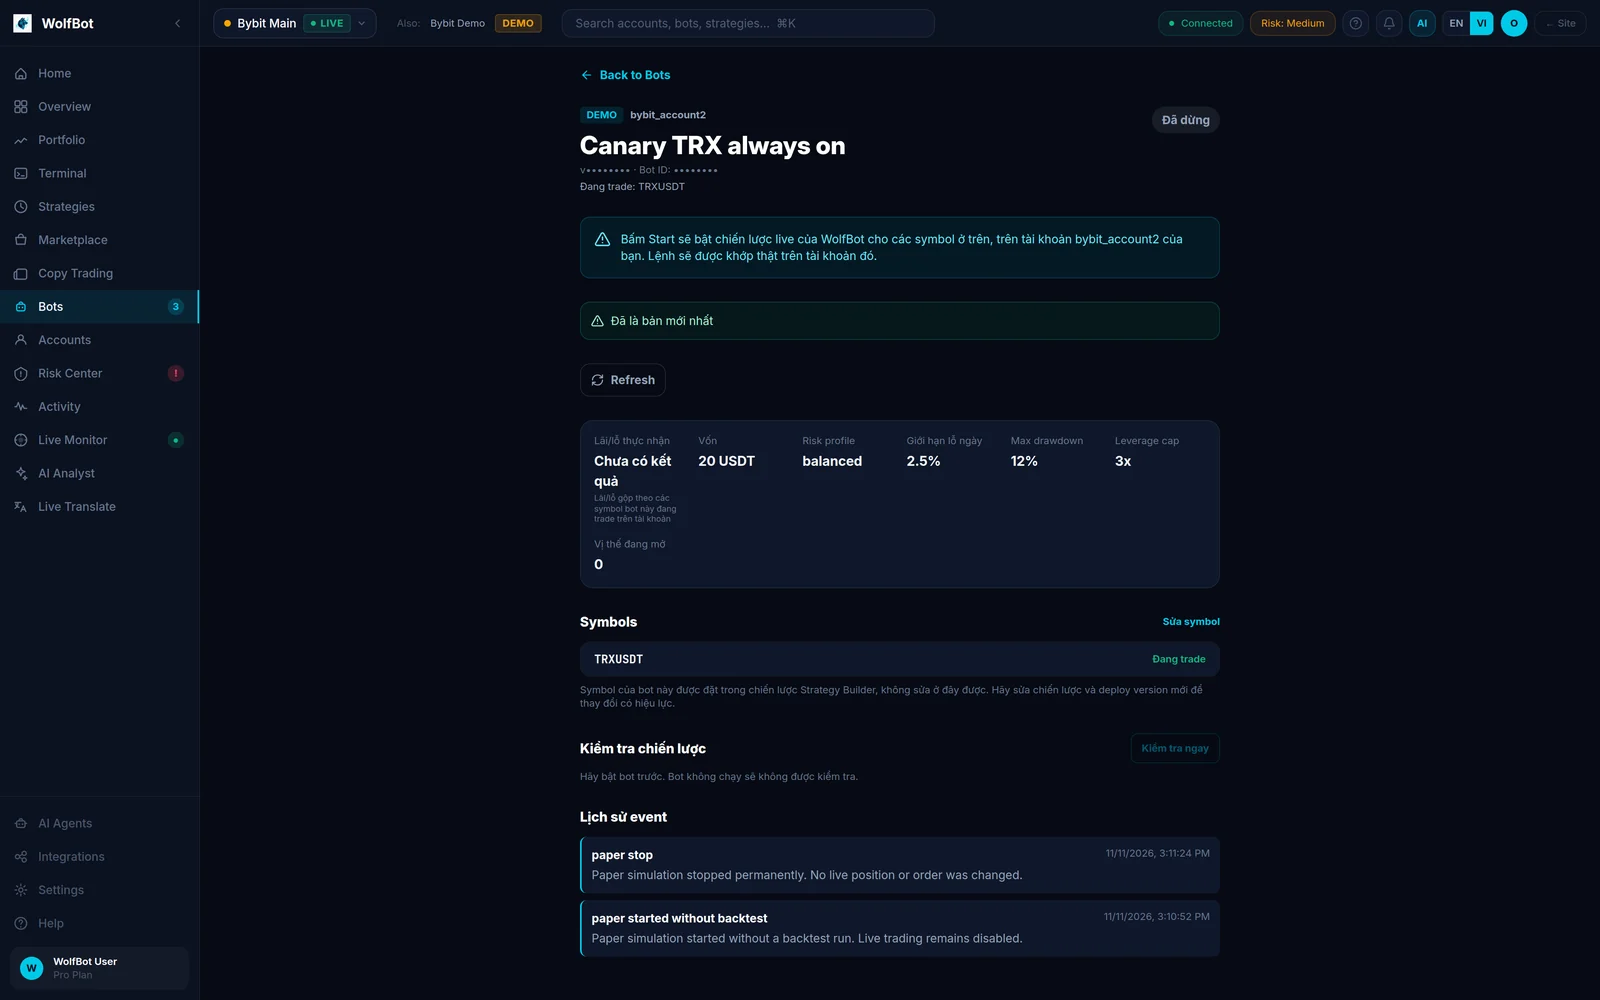 WolfBot
Bybit Main
LIVE
Also:
Bybit Demo
DEMO
Search accounts, bots, strategies... ⌘K
Connected
Risk: Medium
AI
EN
VI
O
← Site
Home
Overview
Portfolio
Terminal
Strategies
Marketplace
Copy Trading
Bots
3
Accounts
Risk Center
!
Activity
Live Monitor
AI Analyst
Live Translate
AI Agents
Integrations
Settings
Help
W
WolfBot User
Pro Plan
← Back to Bots
DEMO
bybit_account2
Đã dừng
Canary TRX always on
v•••••••• · Bot ID: ••••••••
Đang trade: TRXUSDT
Bấm Start sẽ bật chiến lược live của WolfBot cho các symbol ở trên, trên tài khoản bybit_account2 của
bạn. Lệnh sẽ được khớp thật trên tài khoản đó.
Đã là bản mới nhất
Refresh
Lãi/lỗ thực nhận
Chưa có kết
quả
Lãi/lỗ gộp theo các
symbol bot này đang
trade trên tài khoản
Vốn
20 USDT
Risk profile
balanced
Giới hạn lỗ ngày
2.5%
Max drawdown
12%
Leverage cap
3x
Vị thế đang mở
0
Symbols
Sửa symbol
TRXUSDT
Đang trade
Symbol của bot này được đặt trong chiến lược Strategy Builder, không sửa ở đây được. Hãy sửa chiến lược và deploy version mới để
thay đổi có hiệu lực.
Kiểm tra chiến lược
Kiểm tra ngay
Hãy bật bot trước. Bot không chạy sẽ không được kiểm tra.
Lịch sử event
paper stop
11/11/2026, 3:11:24 PM
Paper simulation stopped permanently. No live position or order was changed.
paper started without backtest
11/11/2026, 3:10:52 PM
Paper simulation started without a backtest run. Live trading remains disabled.